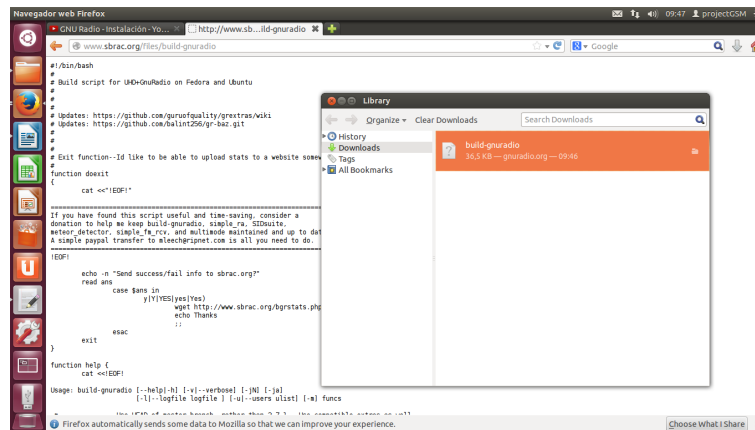 Navegador web Firefox
09:47 projectGSM
GNU Radio - Instalación - Yo...
http://www.sb...ild-gnuradio
www.sbrac.org/files/build-gnuradio
Google
#!/bin/bash
#
# Build script for UHD+GnuRadio on Fedora and Ubuntu
#
#
#
# Updates: https://github.com/guruofquality/grextras/wiki
# Updates: https://github.com/balint256/gr-baz.git
#
#
#
# Exit function--Id like to be able to upload stats to a website somew
#
function doexit
{
cat <<"!EOF!"
======================================================================
If you have found this script useful and time-saving, consider a
donation to help me keep build-gnuradio, simple_ra, SIDsuite,
meteor_detector, simple_fm_rcv, and multimode maintained and up to dat
A simple paypal transfer to mleech@ripnet.com is all you need to do.
======================================================================
!EOF!
echo -n "Send success/fail info to sbrac.org?"
read ans
case $ans in
y|Y|YES|yes|Yes)
wget http://www.sbrac.org/bgrstats.php
echo Thanks
;;
esac
exit
}
function help {
cat <<!EOF!
Usage: build-gnuradio [--help|-h] [-v|--verbose] [-jN] [-ja]
[-l|--logfile logfile ] [-u|--users ulist] [-m] funcs
Library
Organize
Clear Downloads
Search Downloads
History
Downloads
Tags
All Bookmarks
build-gnuradio
36,5 KB — gnuradio.org — 09:46
Firefox automatically sends some data to Mozilla so that we can improve your experience.
Choose What I Share